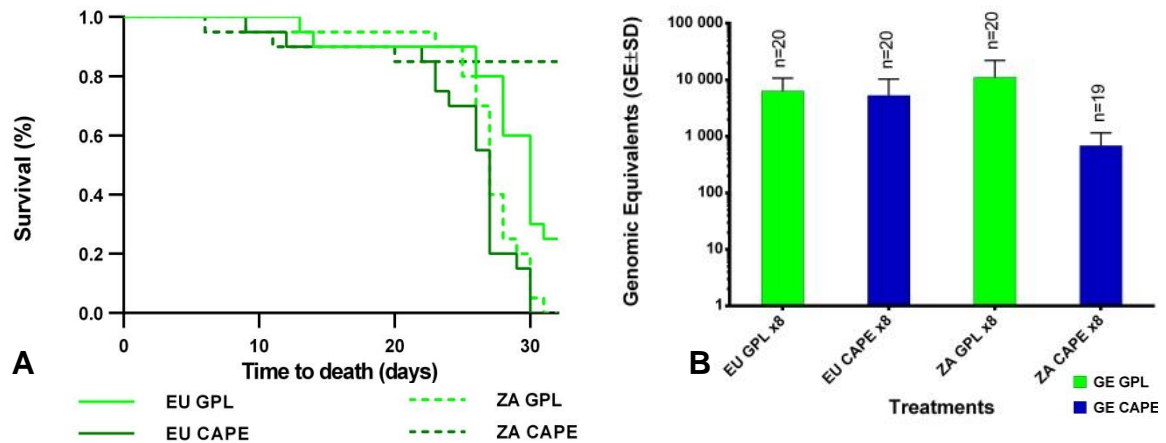 Survival (%)
1.0
0.8
0.6
0.4
0.2
0.0
0
10
20
30
Time to death (days)
A
EU GPL
ZA GPL
EU CAPE
ZA CAPE
Genomic Equivalents (GE±SD)
100 000
10 000
1 000
100
10
1
n=20
n=20
n=20
n=19
EU GPL x8
EU CAPE x8
ZA GPL x8
ZA CAPE x8
B
Treatments
GE GPL
GE CAPE